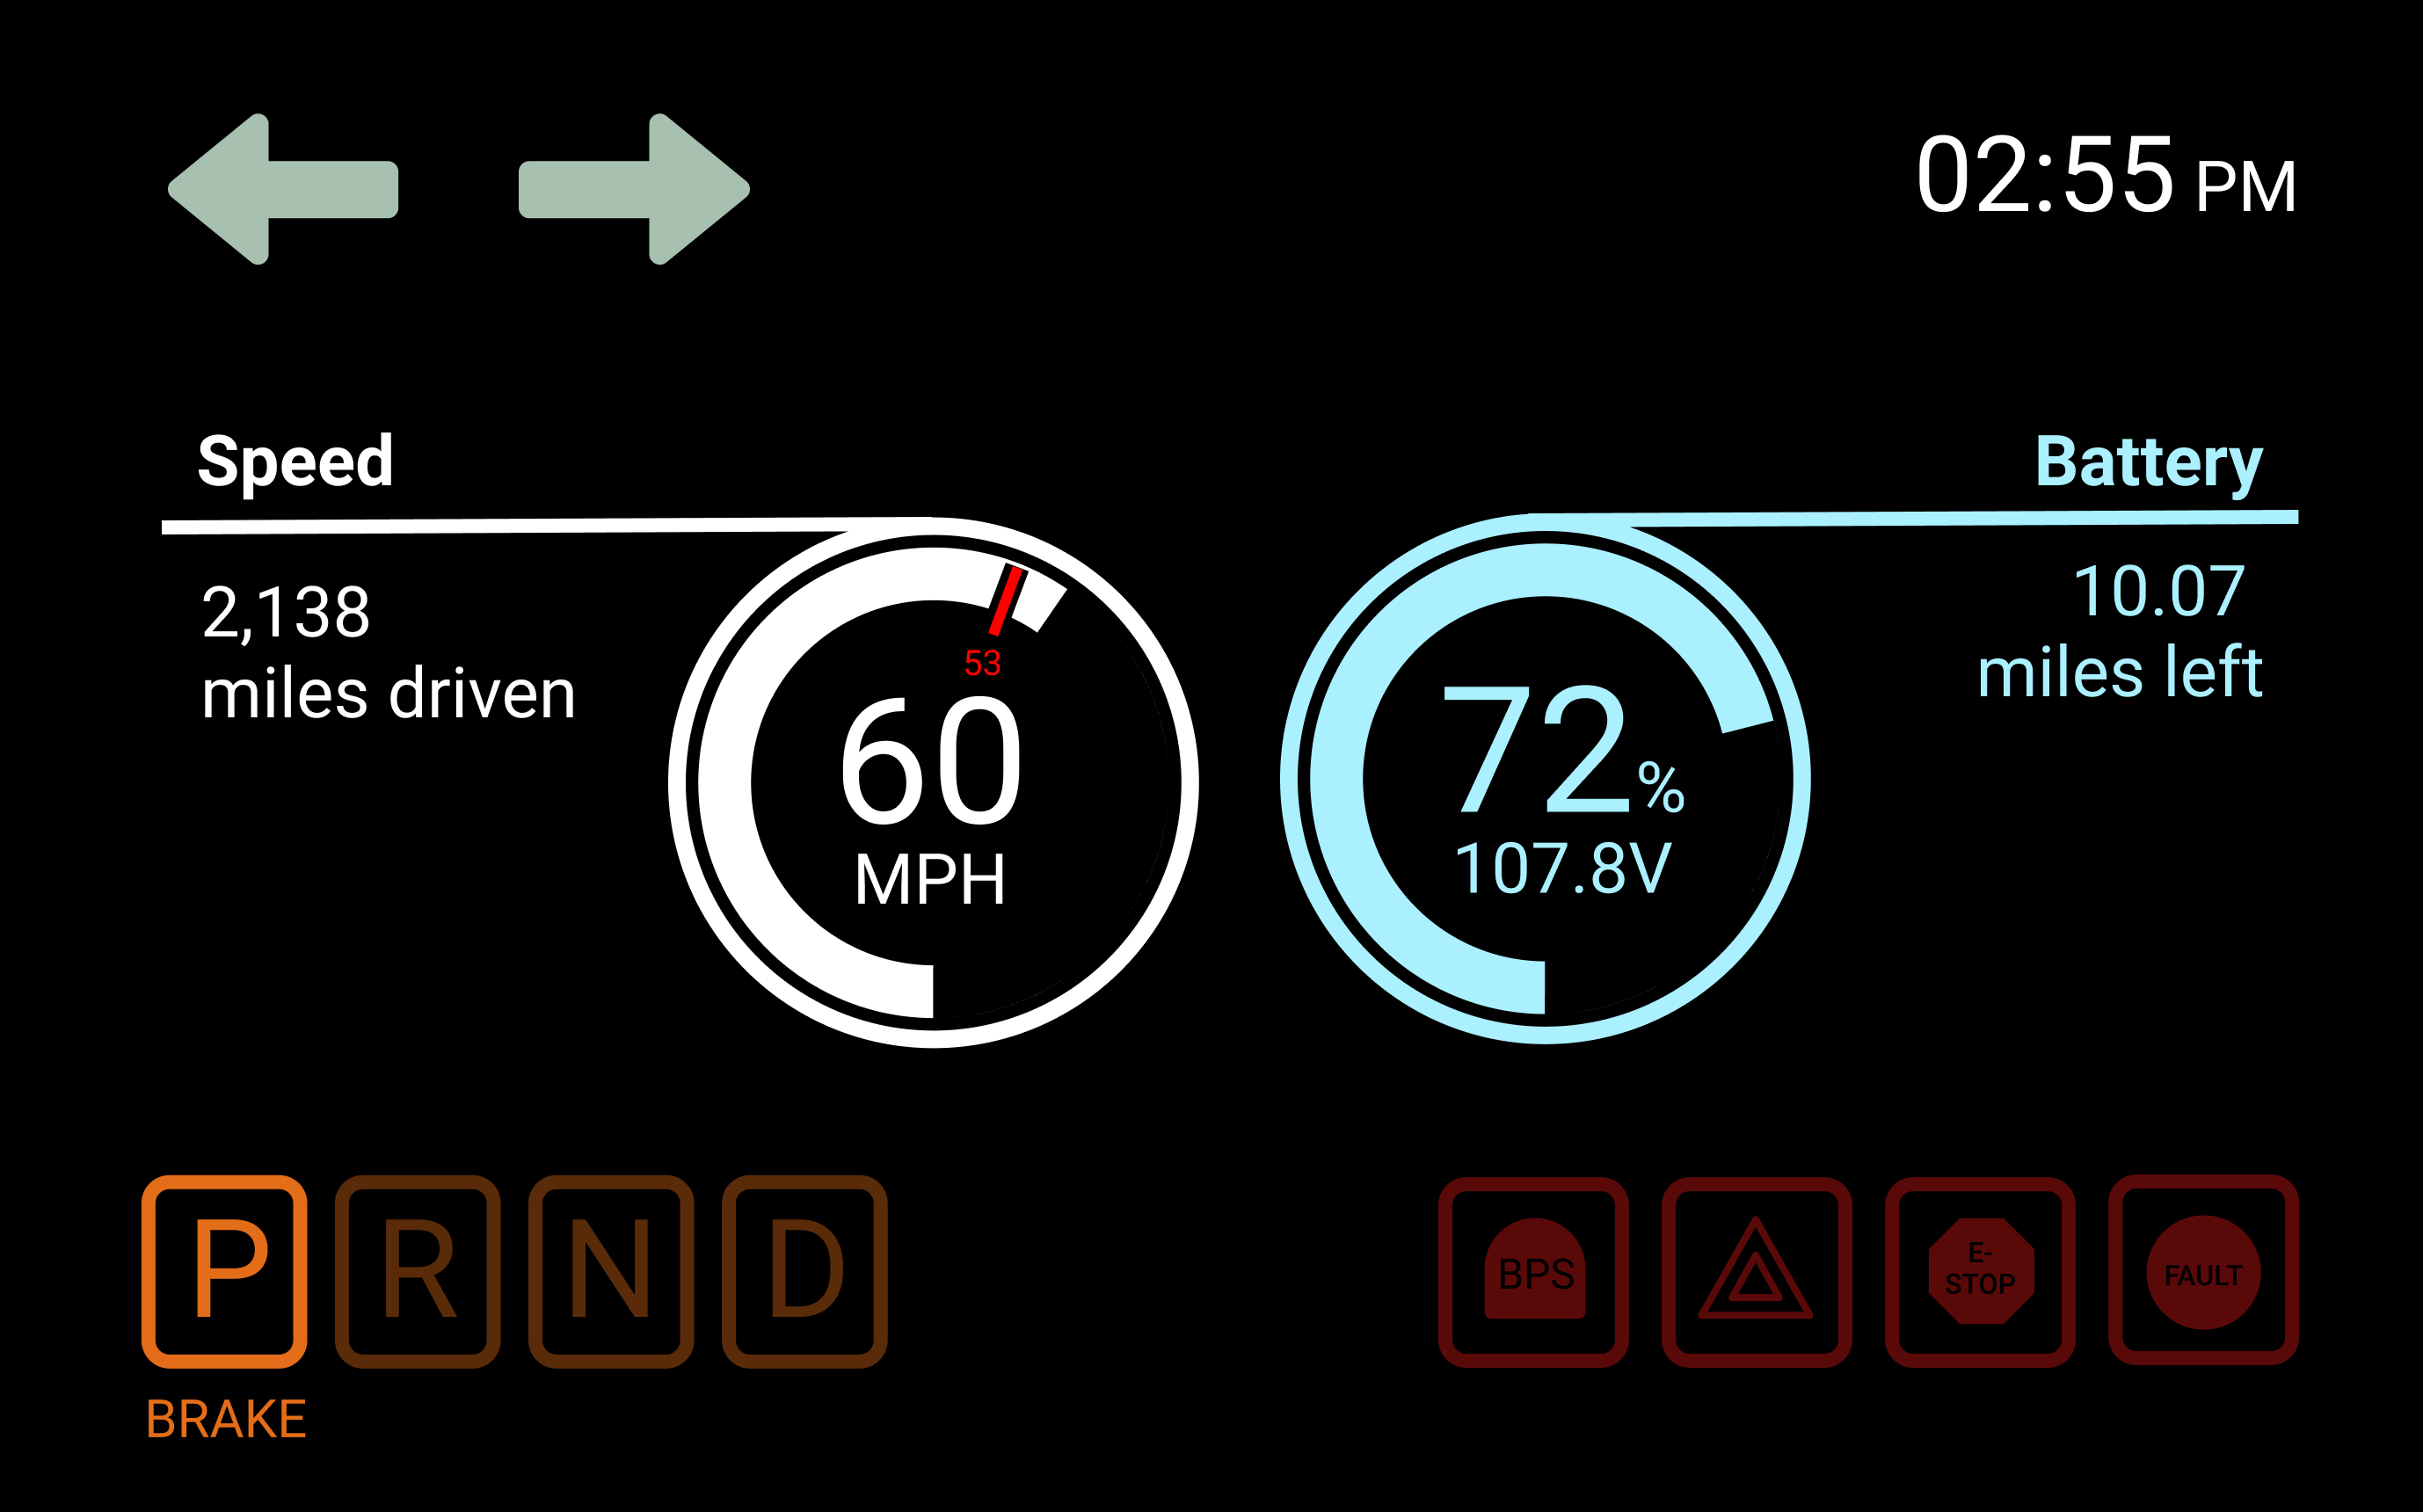 02:55 PM
Speed
2,138
miles driven
53
60
MPH
Battery
10.07
miles left
72%
107.8V
P R N D
BRAKE
BPS
E-
STOP
FAULT